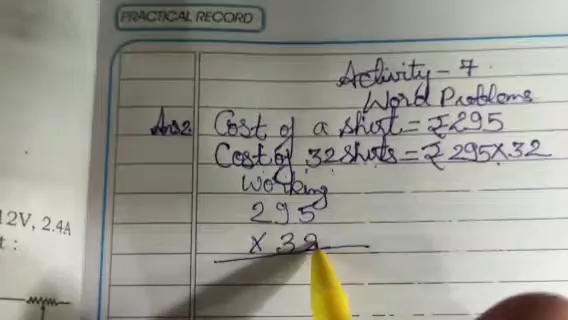 PRACTICAL RECORD
Activity - 7
Word Problems
Ans2. Cost of a shirt = ₹295
Cost of 32 shirts = ₹295×32
Working
295
× 32
12V, 2.4A
t :